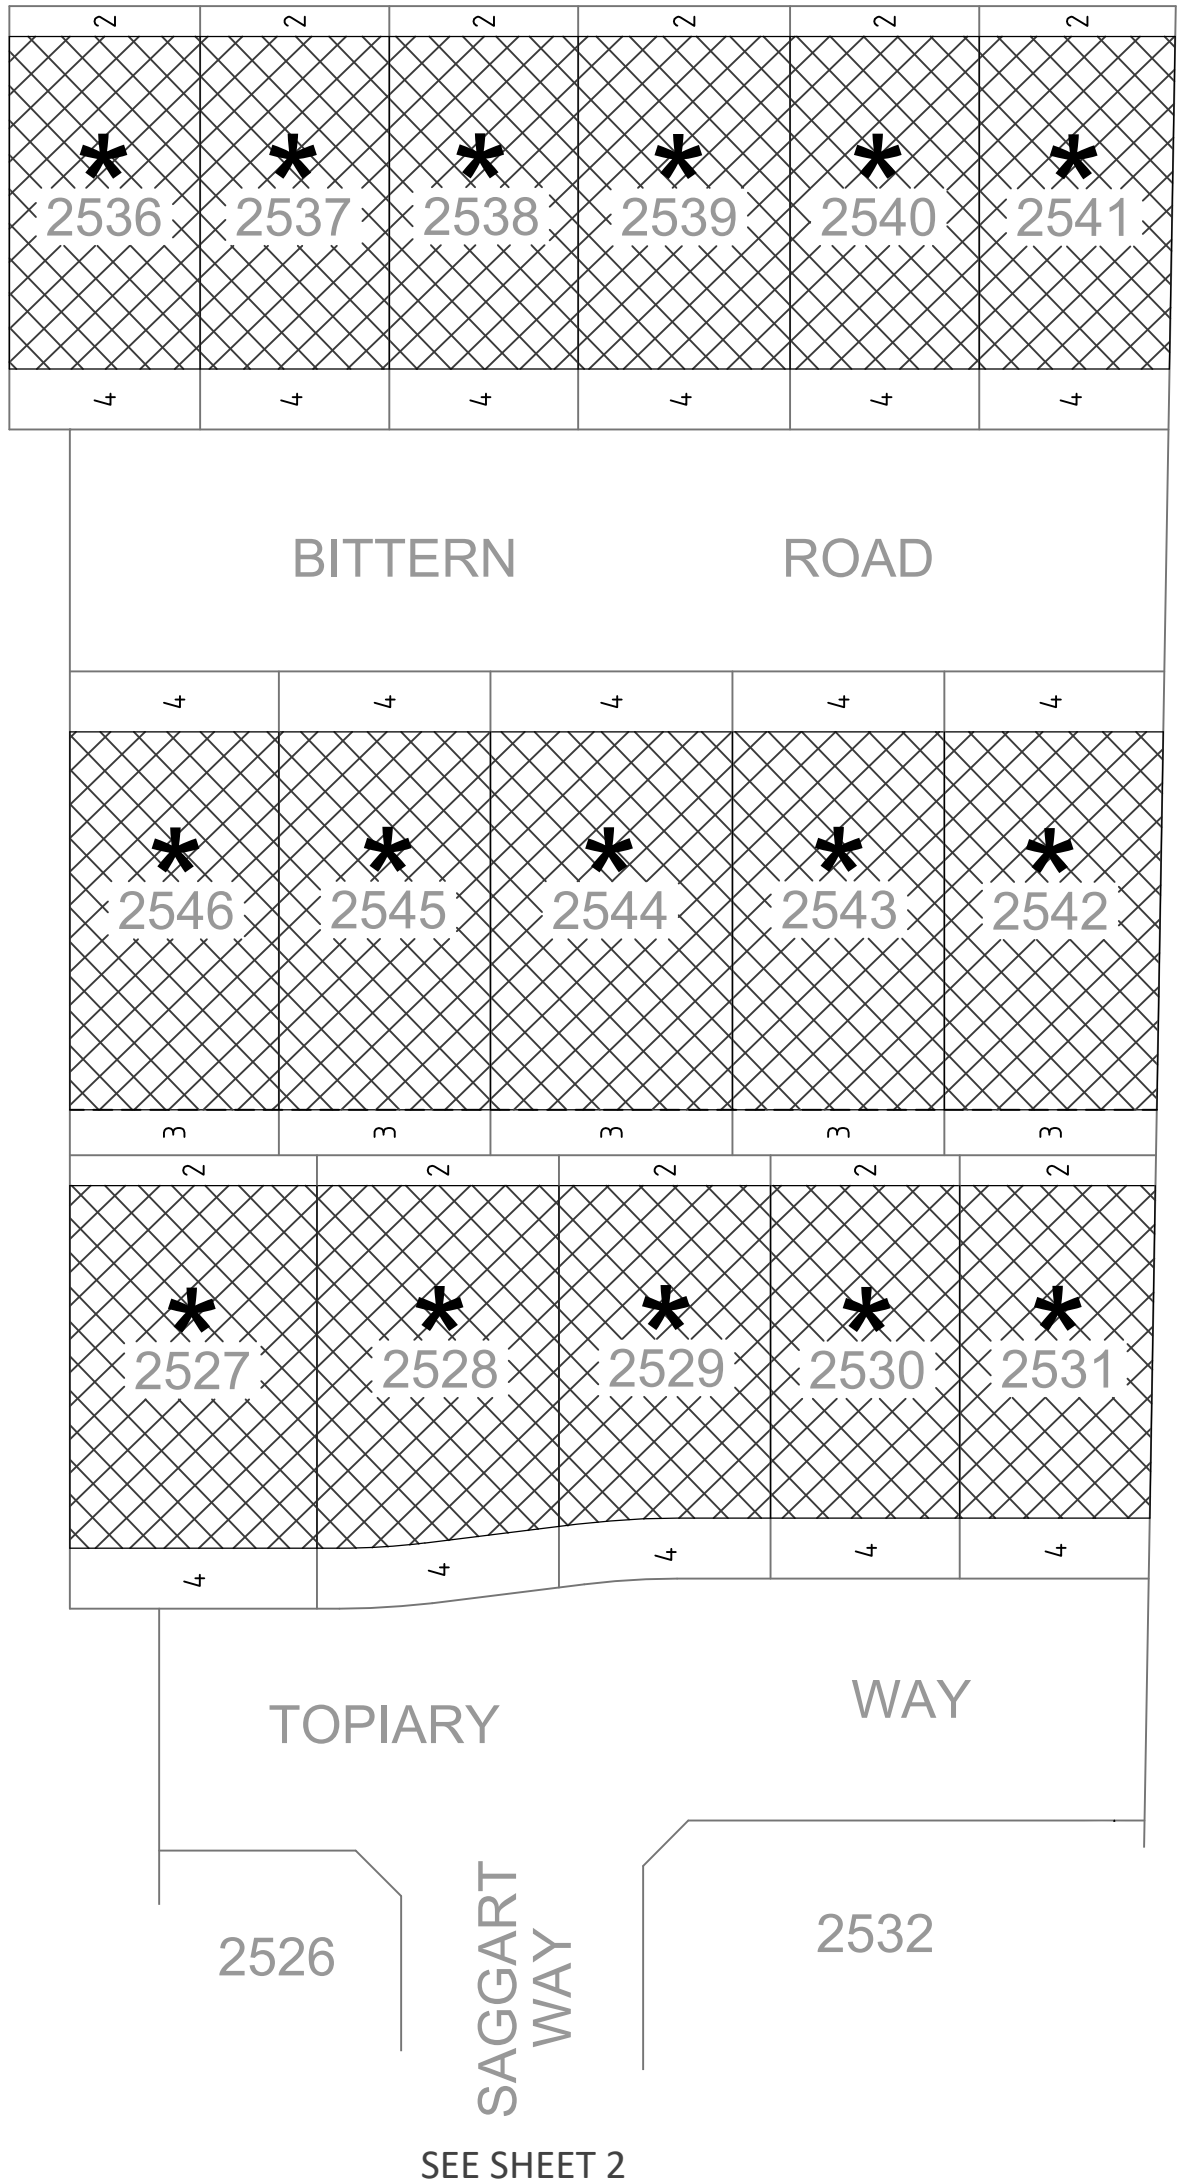 2 2 2 2 2 2
* * * * * *
2536 2537 2538 2539 2540 2541
4 4 4 4 4 4
BITTERN ROAD
4 4 4 4 4
* * * * *
2546 2545 2544 2543 2542
3 3 3 3 3
2 2 2 2 2
* * * * *
2527 2528 2529 2530 2531
4 4 4 4 4
TOPIARY WAY
SAGGART
WAY
2526 2532
SEE SHEET 2